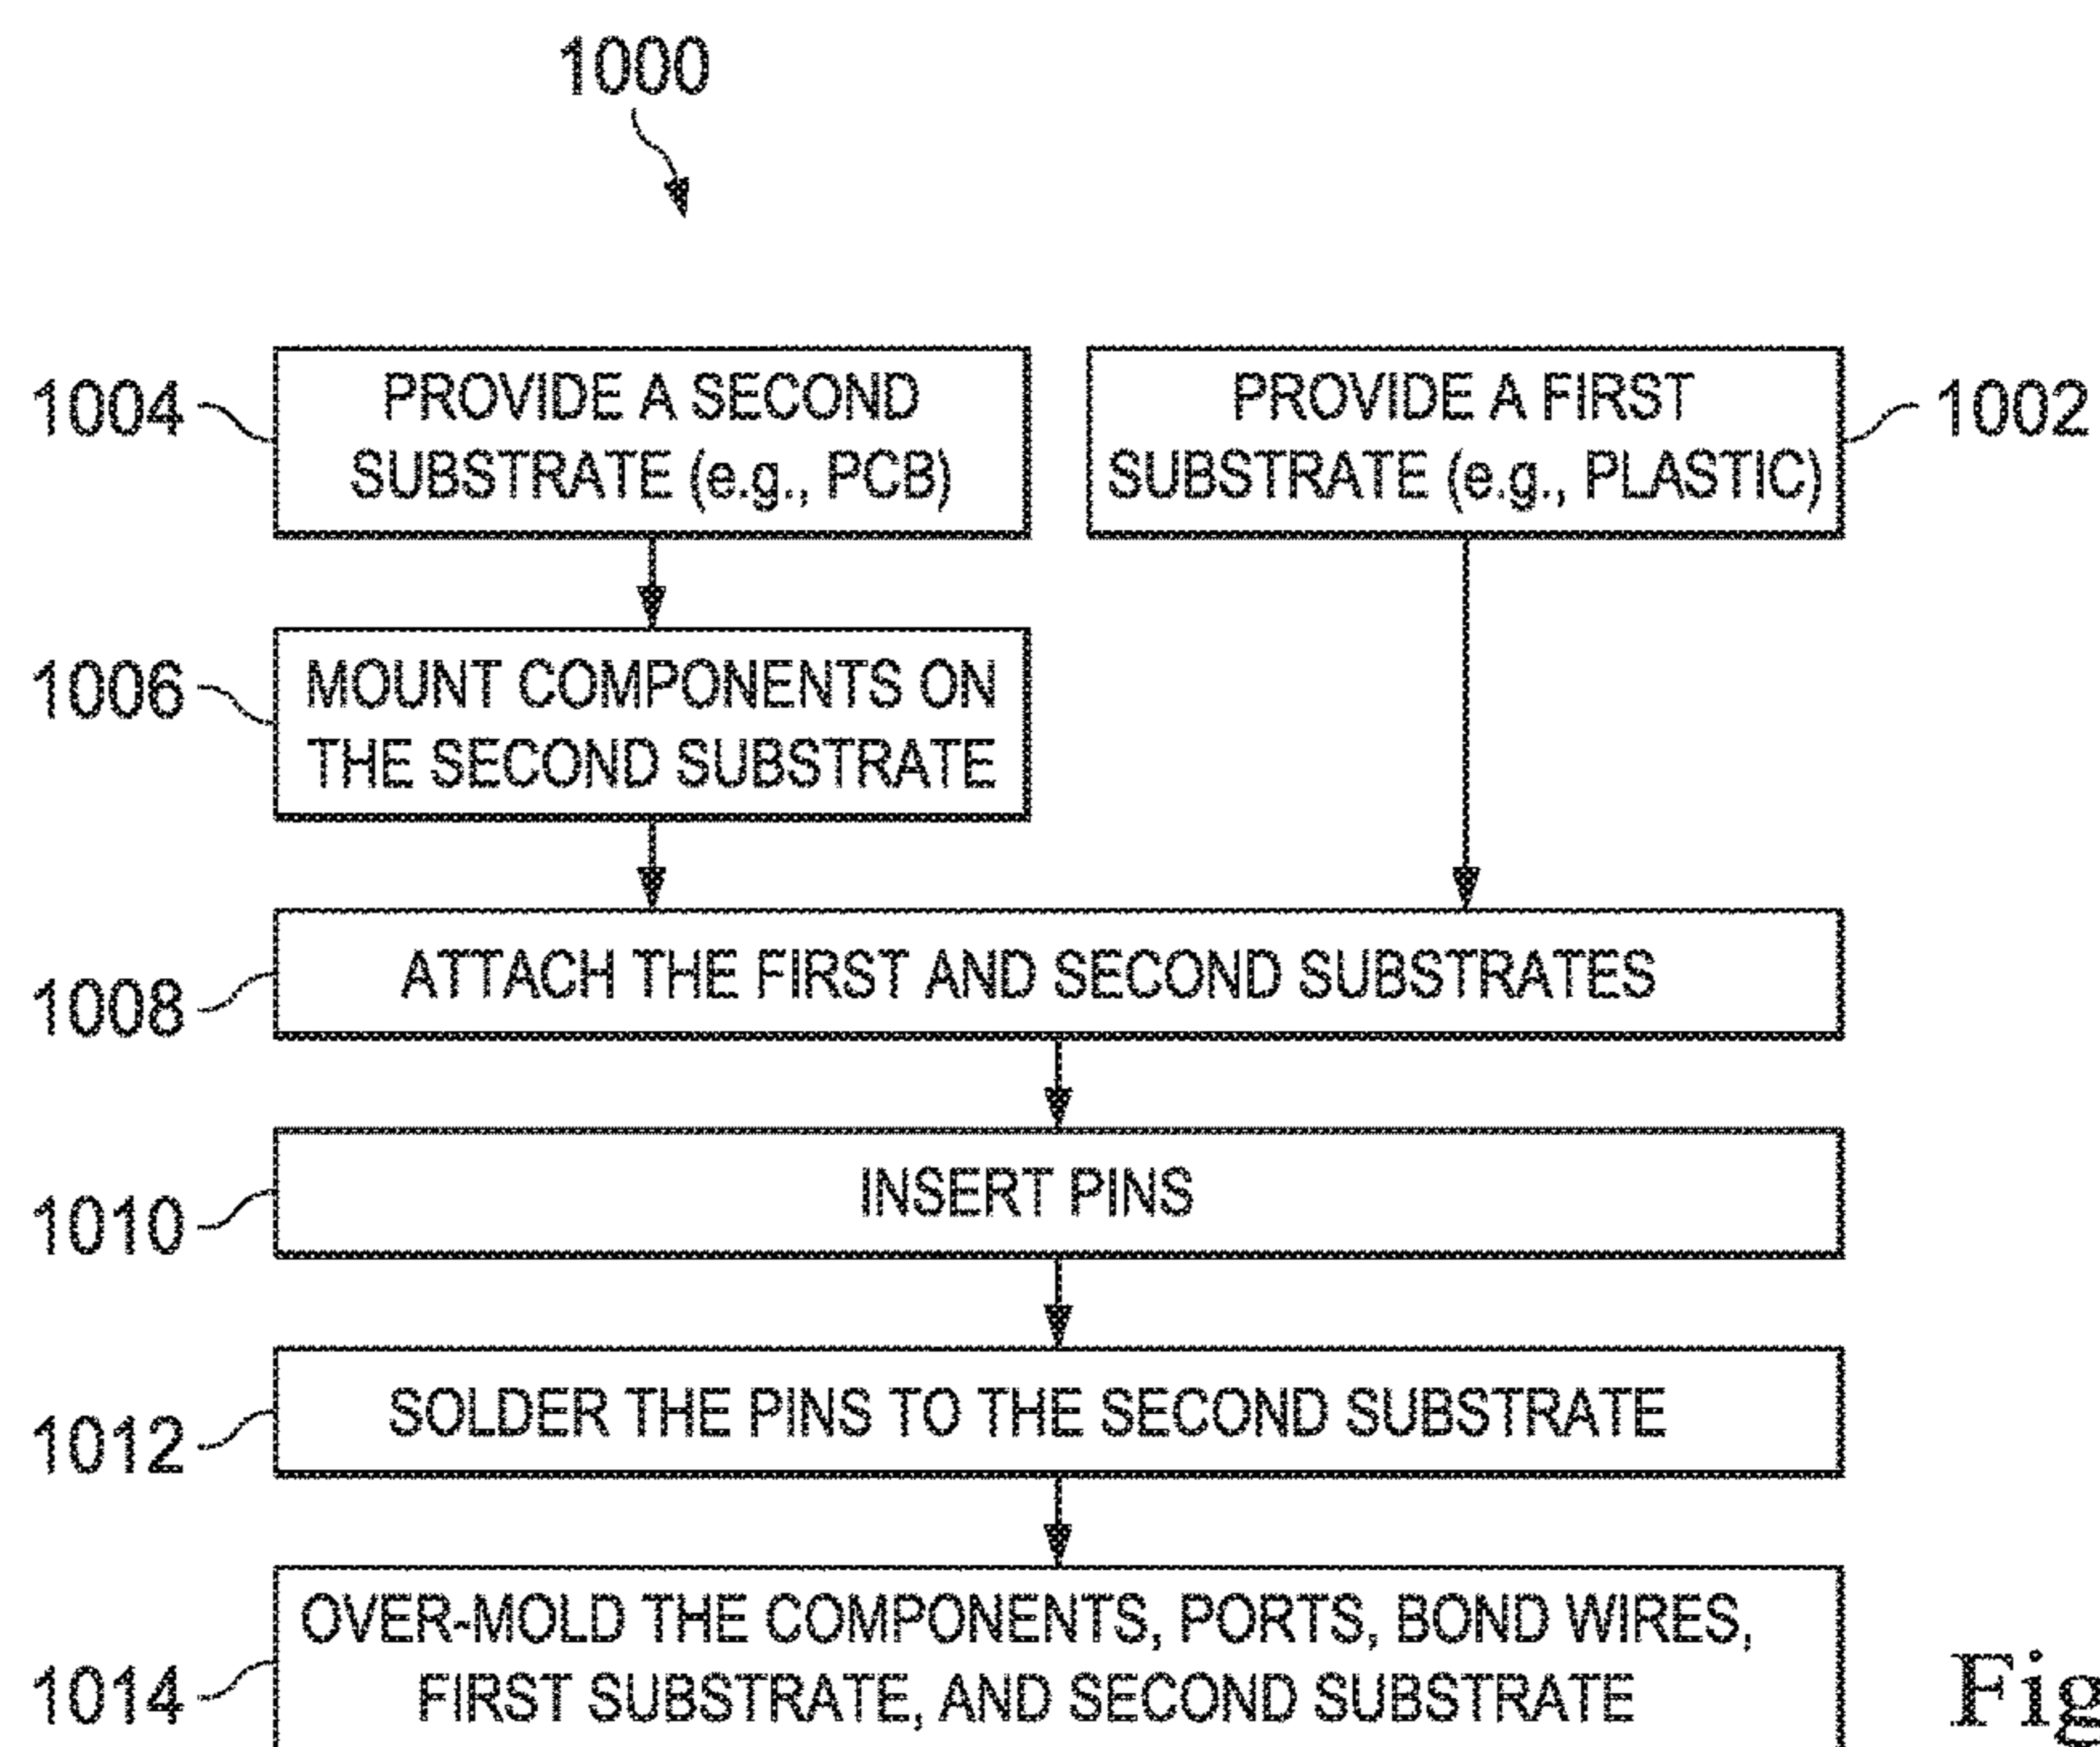 1000
1004
PROVIDE A SECOND
SUBSTRATE (e.g., PCB)
PROVIDE A FIRST
SUBSTRATE (e.g., PLASTIC)
1002
1006
MOUNT COMPONENTS ON
THE SECOND SUBSTRATE
1008
ATTACH THE FIRST AND SECOND SUBSTRATES
1010
INSERT PINS
1012
SOLDER THE PINS TO THE SECOND SUBSTRATE
1014
OVER-MOLD THE COMPONENTS, PORTS, BOND WIRES,
FIRST SUBSTRATE, AND SECOND SUBSTRATE
Fig